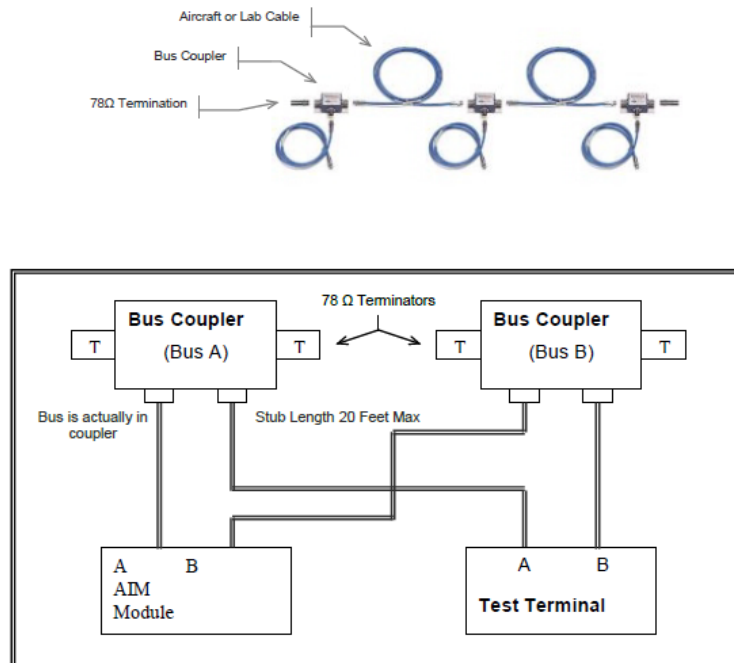 Aircraft or Lab Cable
Bus Coupler
78Ω Termination
78 Ω Terminators
Bus Coupler
(Bus A)
Bus Coupler
(Bus B)
T
T
T
T
Bus is actually in
coupler
Stub Length 20 Feet Max
A B
AIM
Module
A B
Test Terminal